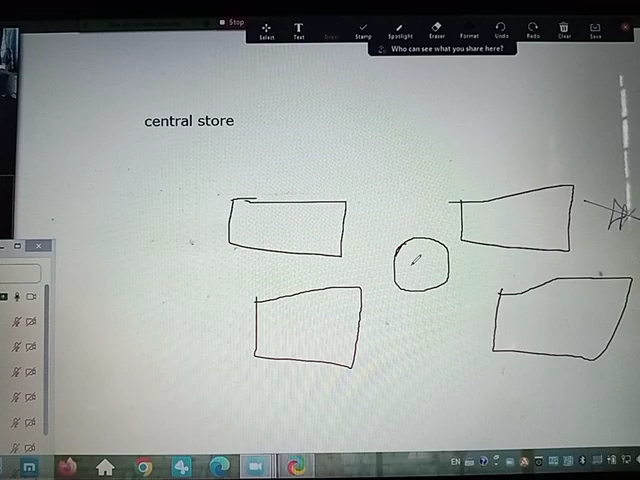 Stop
Select
Text
Stamp
Spotlight
Eraser
Format
Undo
Redo
Clear
Save
Who can see what you share here?
central store
EN